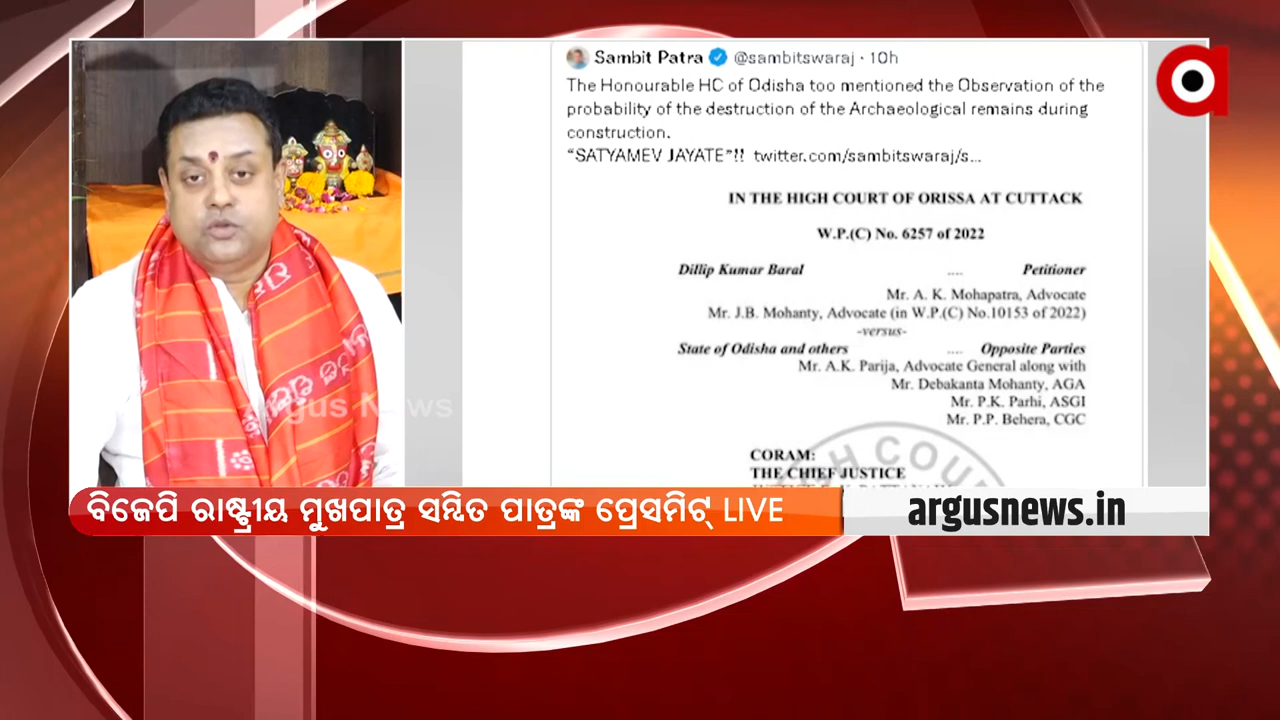 Sambit Patra @sambitswaraj · 10h
The Honourable HC of Odisha too mentioned the Observation of the
probability of the destruction of the Archaeological remains during
construction.
“SATYAMEV JAYATE”!! twitter.com/sambitswaraj/s...
IN THE HIGH COURT OF ORISSA AT CUTTACK
W.P.(C) No. 6257 of 2022
Dillip Kumar Baral .... Petitioner
Mr. A. K. Mohapatra, Advocate
Mr. J.B. Mohanty, Advocate (in W.P.(C) No.10153 of 2022)
-versus-
State of Odisha and others .... Opposite Parties
Mr. A.K. Parija, Advocate General along with
Mr. Debakanta Mohanty, AGA
Mr. P.K. Parhi, ASGI
Mr. P.P. Behera, CGC
CORAM:
THE CHIEF JUSTICE
Argus News
ବିଜେପି ରାଷ୍ଟ୍ରୀୟ ମୁଖପାତ୍ର ସମ୍ବିତ ପାତ୍ରଙ୍କ ପ୍ରେସମିଟ୍ LIVE
argusnews.in